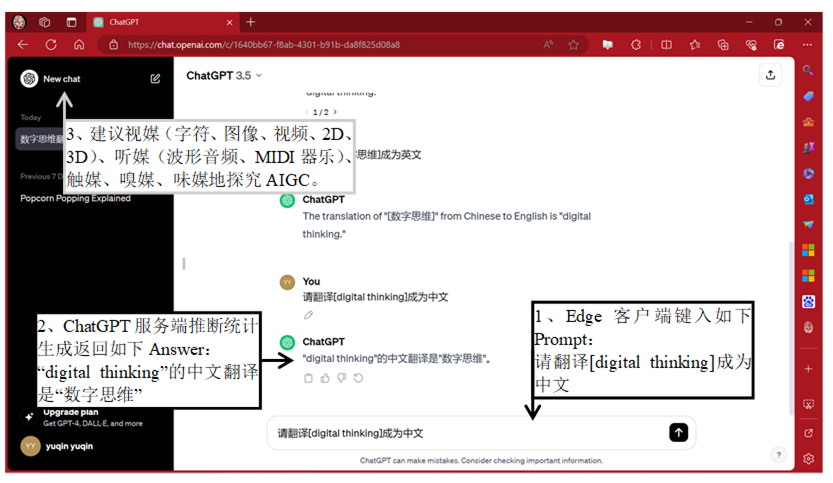 ChatGPT
https://chat.openai.com/c/1640bb67-f8ab-4301-b91b-da8f825d08a8
New chat
ChatGPT 3.5
Today
数字思维翻
3、建议视媒（字符、图像、视频、2D、
3D）、听媒（波形音频、MIDI 器乐）、
触媒、嗅媒、味媒地探究 AIGC。
Previous 7 D
Popcorn Popping Explained
digital thinking."
1/2
思维]成为英文
ChatGPT
The translation of "[数字思维]" from Chinese to English is "digital
thinking."
You
请翻译[digital thinking]成为中文
ChatGPT
"digital thinking"的中文翻译是"数字思维"。
2、ChatGPT 服务端推断统计
生成返回如下 Answer：
“digital thinking”的中文翻译
是“数字思维”
1、Edge 客户端键入如下
Prompt：
请翻译[digital thinking]成为
中文
Upgrade plan
Get GPT-4, DALL·E, and more
YY
yuqin yuqin
请翻译[digital thinking]成为中文
ChatGPT can make mistakes. Consider checking important information.
?